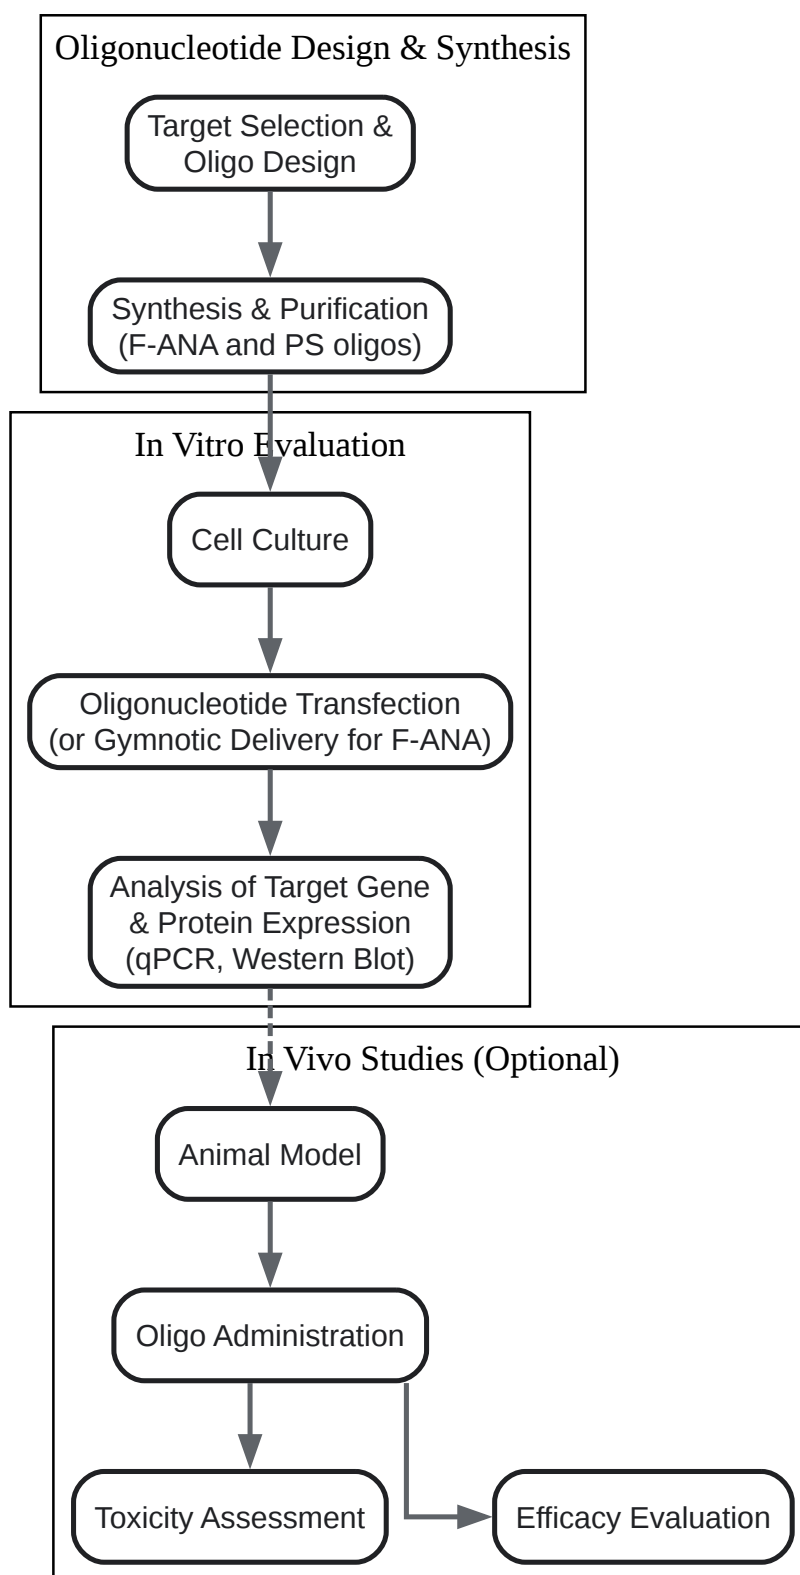 Oligonucleotide Design & Synthesis
Target Selection &
Oligo Design
Synthesis & Purification
(F-ANA and PS oligos)
In Vitro Evaluation
Cell Culture
Oligonucleotide Transfection
(or Gymnotic Delivery for F-ANA)
Analysis of Target Gene
& Protein Expression
(qPCR, Western Blot)
In Vivo Studies (Optional)
Animal Model
Oligo Administration
Toxicity Assessment
Efficacy Evaluation